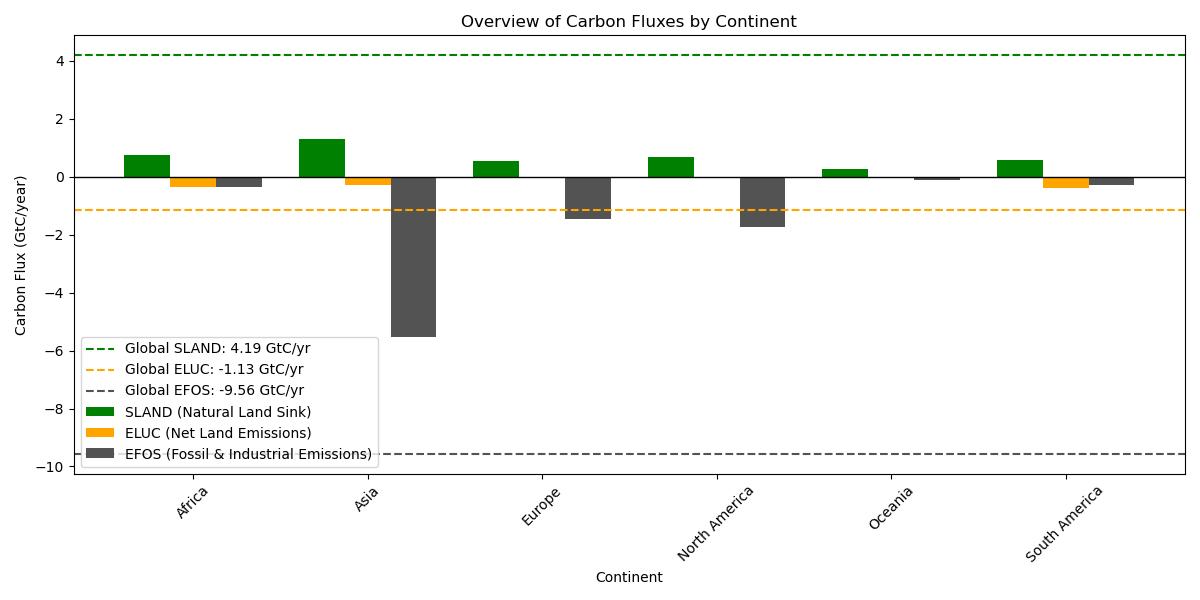 Overview of Carbon Fluxes by Continent
Carbon Flux (GtC/year)
4
2
0
−2
−4
−6
−8
−10
Global SLAND: 4.19 GtC/yr
Global ELUC: -1.13 GtC/yr
Global EFOS: -9.56 GtC/yr
SLAND (Natural Land Sink)
ELUC (Net Land Emissions)
EFOS (Fossil & Industrial Emissions)
Africa
Asia
Europe
North America
Oceania
South America
Continent